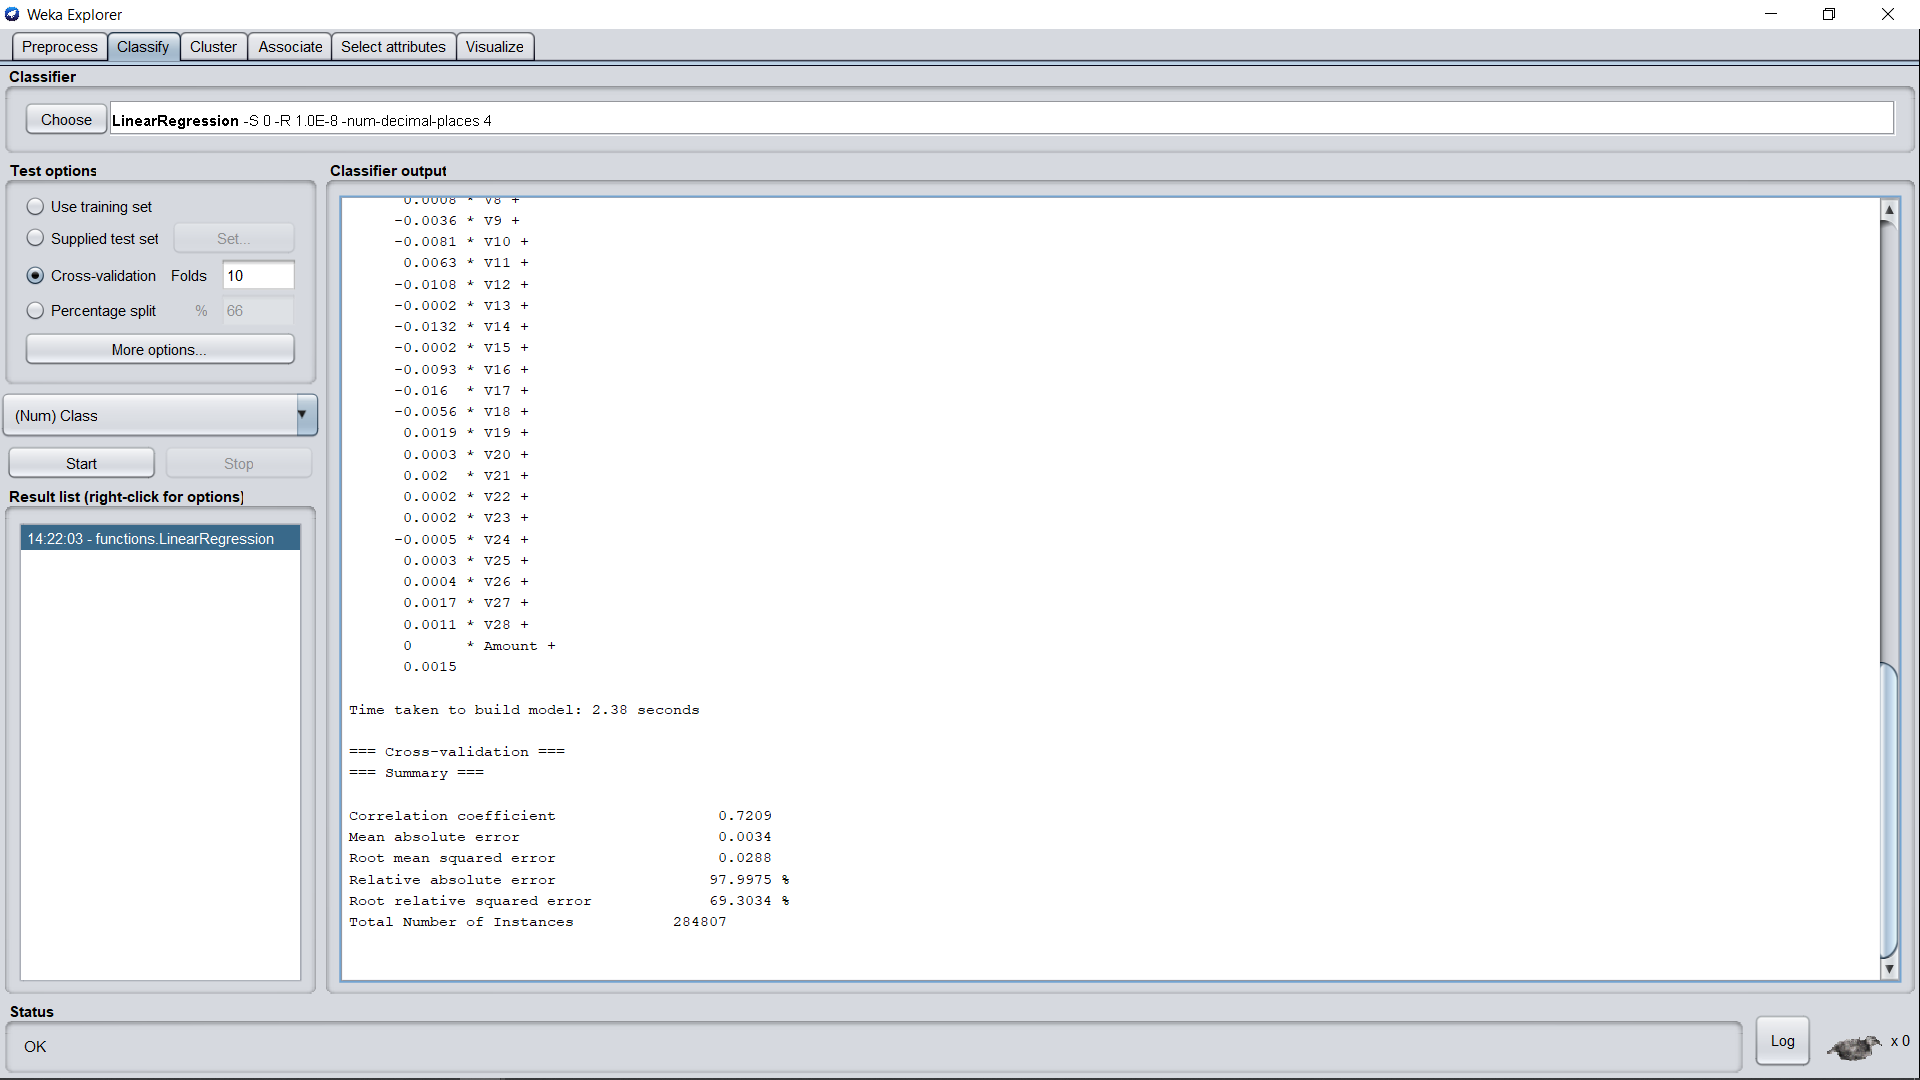 Weka Explorer
Preprocess Classify Cluster Associate Select attributes Visualize
Classifier
Choose LinearRegression -S 0 -R 1.0E-8 -num-decimal-places 4
Test options
Use training set
Supplied test set Set...
Cross-validation Folds 10
Percentage split % 66
More options...
(Num) Class
Start Stop
Result list (right-click for options)
14:22:03 - functions.LinearRegression
Classifier output
0.0008 * V8 +
-0.0036 * V9 +
-0.0081 * V10 +
0.0063 * V11 +
-0.0108 * V12 +
-0.0002 * V13 +
-0.0132 * V14 +
-0.0002 * V15 +
-0.0093 * V16 +
-0.016 * V17 +
-0.0056 * V18 +
0.0019 * V19 +
0.0003 * V20 +
0.002 * V21 +
0.0002 * V22 +
0.0002 * V23 +
-0.0005 * V24 +
0.0003 * V25 +
0.0004 * V26 +
0.0017 * V27 +
0.0011 * V28 +
0 * Amount +
0.0015
Time taken to build model: 2.38 seconds
=== Cross-validation ===
=== Summary ===
Correlation coefficient 0.7209
Mean absolute error 0.0034
Root mean squared error 0.0288
Relative absolute error 97.9975 %
Root relative squared error 69.3034 %
Total Number of Instances 284807
Status
OK
Log
x 0